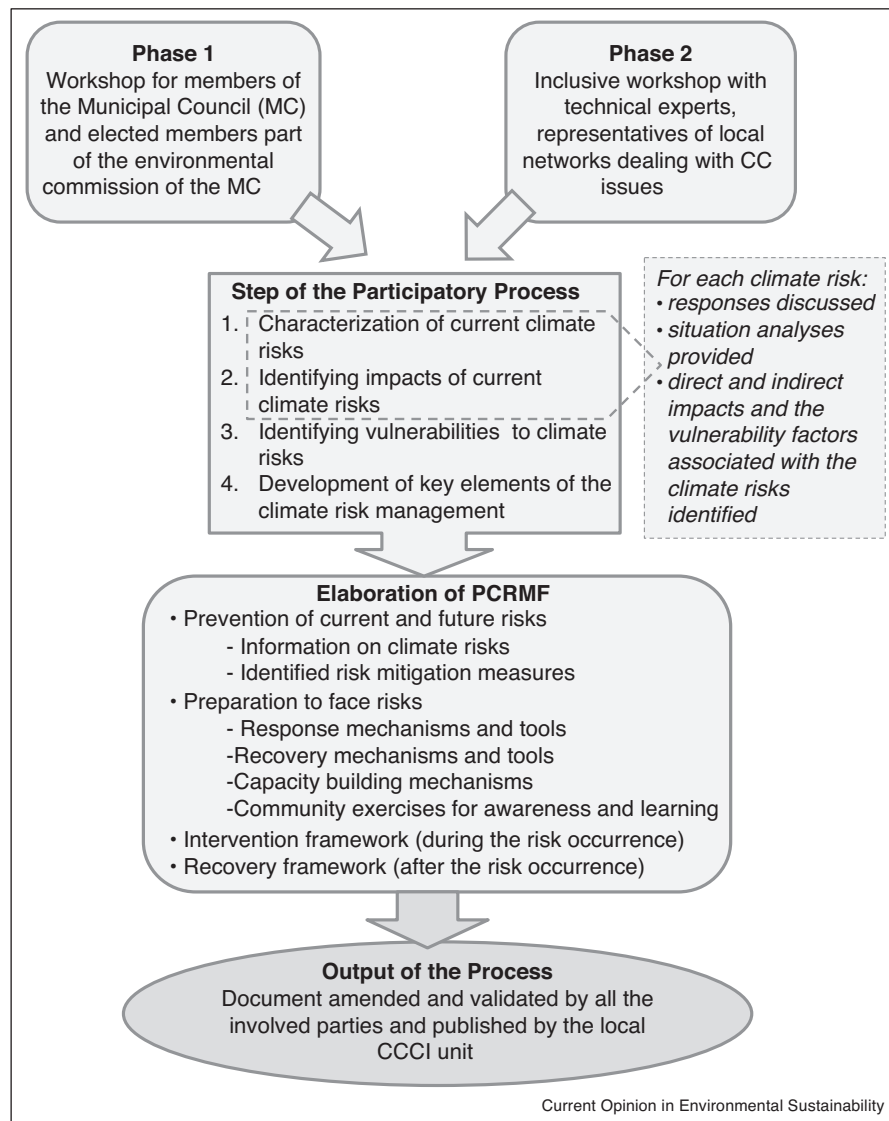 Phase 1
Workshop for members of
the Municipal Council (MC)
and elected members part
of the environmental
commission of the MC
Phase 2
Inclusive workshop with
technical experts,
representatives of local
networks dealing with CC
issues
Step of the Participatory Process
1. Characterization of current climate
risks
2. Identifying impacts of current
climate risks
3. Identifying vulnerabilities to climate
risks
4. Development of key elements of the
climate risk management
For each climate risk:
• responses discussed
• situation analyses
provided
• direct and indirect
impacts and the
vulnerability factors
associated with the
climate risks
identified
Elaboration of PCRMF
• Prevention of current and future risks
- Information on climate risks
- Identified risk mitigation measures
• Preparation to face risks
- Response mechanisms and tools
-Recovery mechanisms and tools
-Capacity building mechanisms
-Community exercises for awareness and learning
• Intervention framework (during the risk occurrence)
• Recovery framework (after the risk occurrence)
Output of the Process
Document amended and validated by all the
involved parties and published by the local
CCCI unit
Current Opinion in Environmental Sustainability